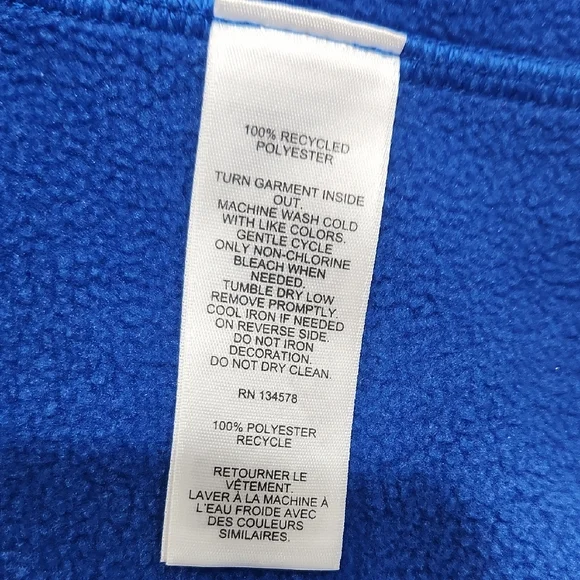 100% RECYCLED
POLYESTER
TURN GARMENT INSIDE
OUT.
MACHINE WASH COLD
WITH LIKE COLORS.
GENTLE CYCLE
ONLY NON-CHLORINE
BLEACH WHEN
NEEDED.
TUMBLE DRY LOW
REMOVE PROMPTLY.
COOL IRON IF NEEDED
ON REVERSE SIDE.
DO NOT IRON
DECORATION.
DO NOT DRY CLEAN.
RN 134578
100% POLYESTER
RECYCLE
RETOURNER LE
VÊTEMENT.
LAVER À LA MACHINE À
L'EAU FROIDE AVEC
DES COULEURS
SIMILAIRES.